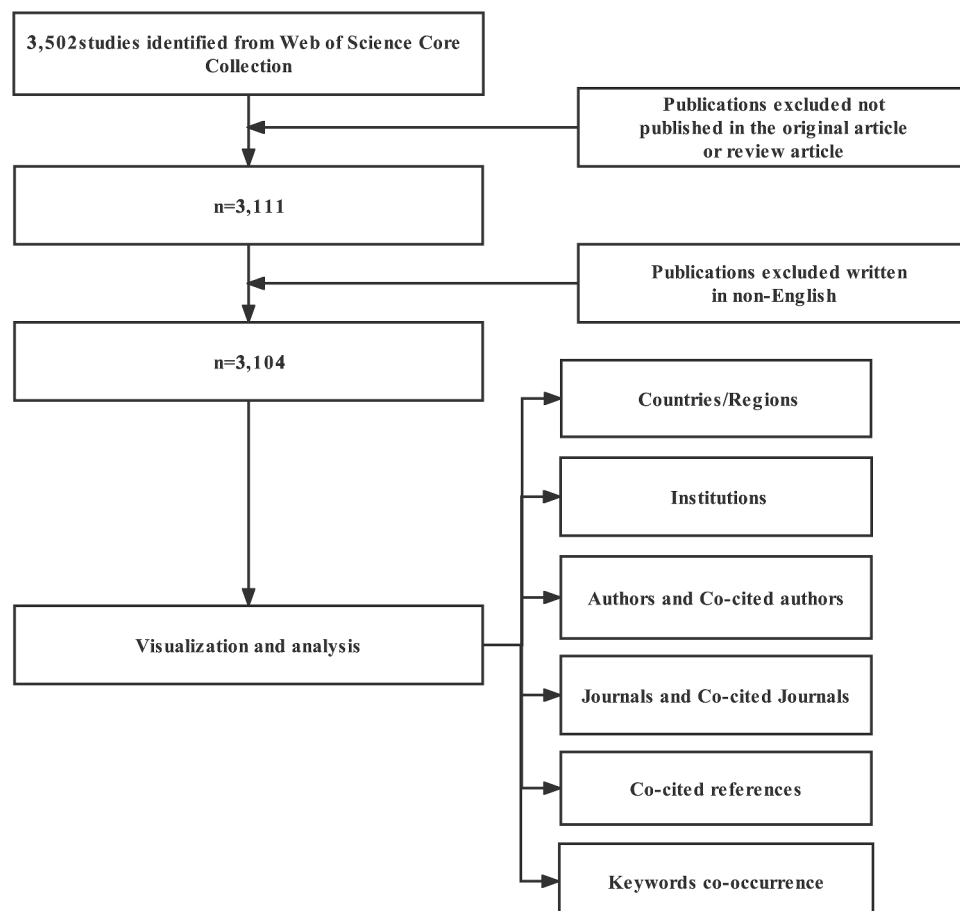 3,502studies identified from Web of Science Core
Collection
Publications excluded not
published in the original article
or review article
n=3,111
Publications excluded written
in non-English
n=3,104
Countries/Regions
Institutions
Authors and Co-cited authors
Visualization and analysis
Journals and Co-cited Journals
Co-cited references
Keywords co-occurrence